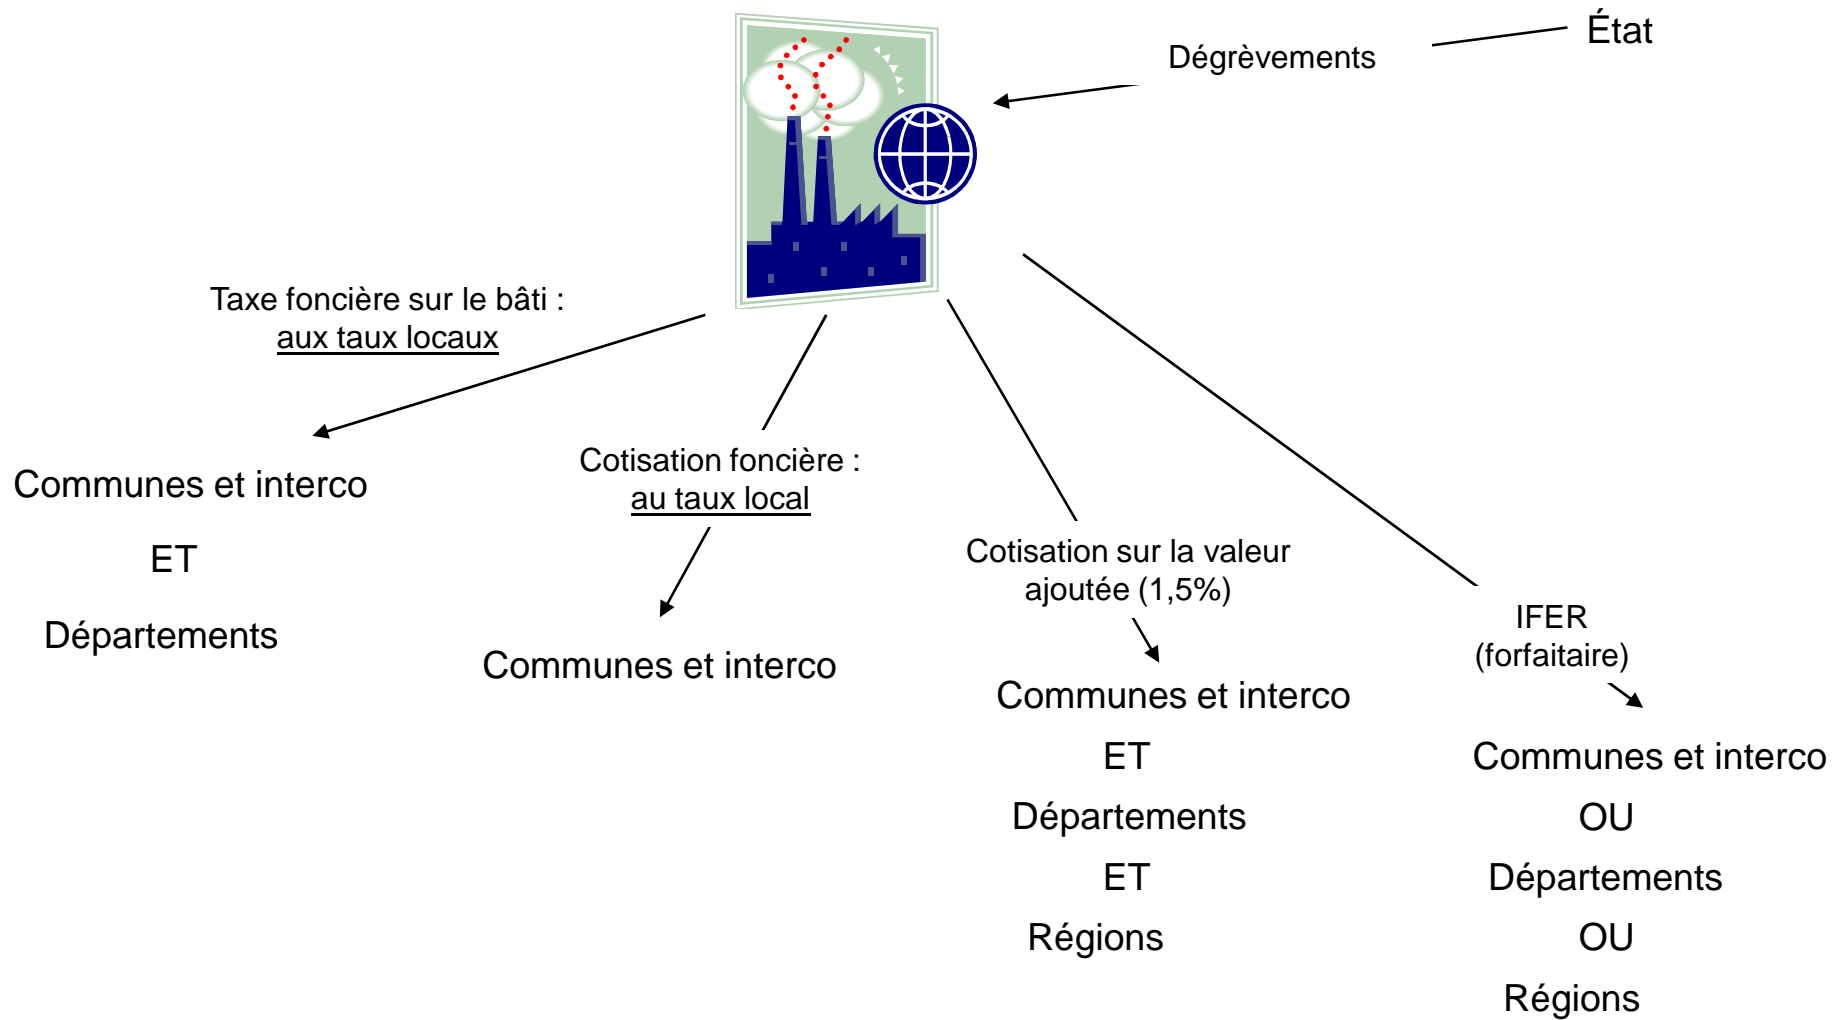 État
Dégrèvements
Taxe foncière sur le bâti :
aux taux locaux
Communes et interco
ET
Départements
Cotisation foncière :
au taux local
Communes et interco
Cotisation sur la valeur
ajoutée (1,5%)
Communes et interco
ET
Départements
ET
Régions
IFER
(forfaitaire)
Communes et interco
OU
Départements
OU
Régions